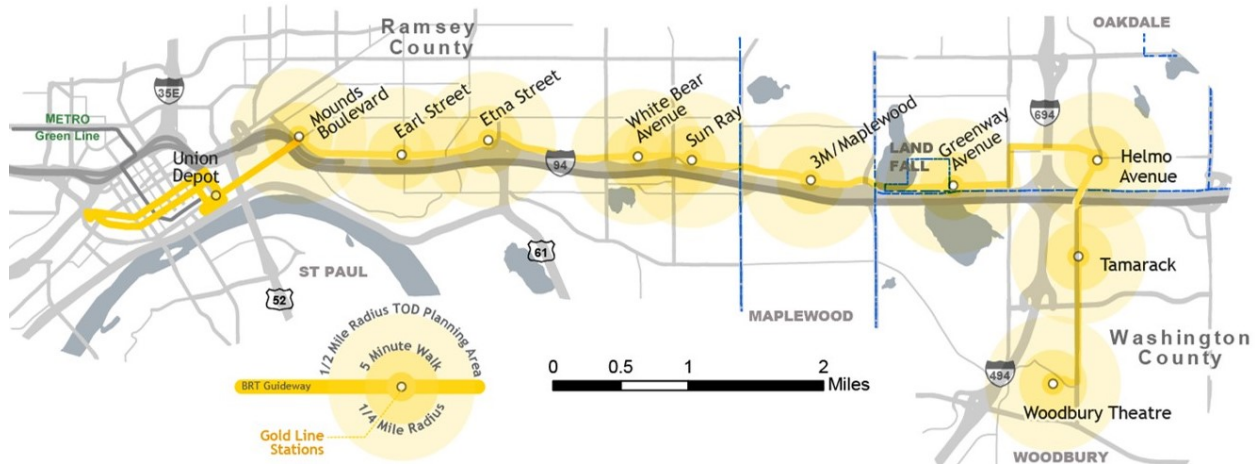 Ramsey
County
OAKDALE
35E
METRO
Green Line
Union
Depot
Mounds
Boulevard
Earl Street
Etna Street
94
White Bear
Avenue
Sun Ray
3M/Maplewood
LAND
FALL
Greenway
Avenue
694
Helmo
Avenue
61
ST PAUL
52
Tamarack
MAPLEWOOD
Washington
County
494
Woodbury Theatre
WOODBURY
1/2 Mile Radius TOD Planning Area
5 Minute Walk
BRT Guideway
1/4 Mile Radius
Gold Line
Stations
0 0.5 1 2
Miles